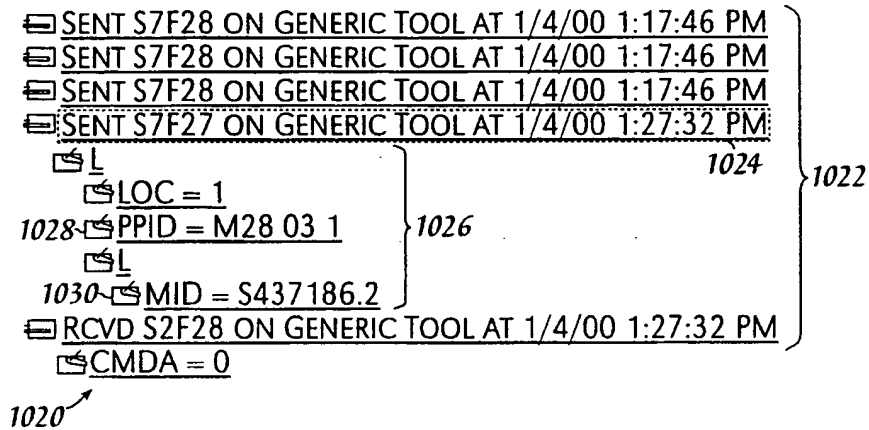 SENT S7F28 ON GENERIC TOOL AT 1/4/00 1:17:46 PM
SENT S7F28 ON GENERIC TOOL AT 1/4/00 1:17:46 PM
SENT S7F28 ON GENERIC TOOL AT 1/4/00 1:17:46 PM
SENT S7F27 ON GENERIC TOOL AT 1/4/00 1:27:32 PM
L
1024
1022
LOC = 1
1028 PPID = M28 03 1
1026
L
1030 MID = S437186.2
RCVD S2F28 ON GENERIC TOOL AT 1/4/00 1:27:32 PM
CMDA = 0
1020